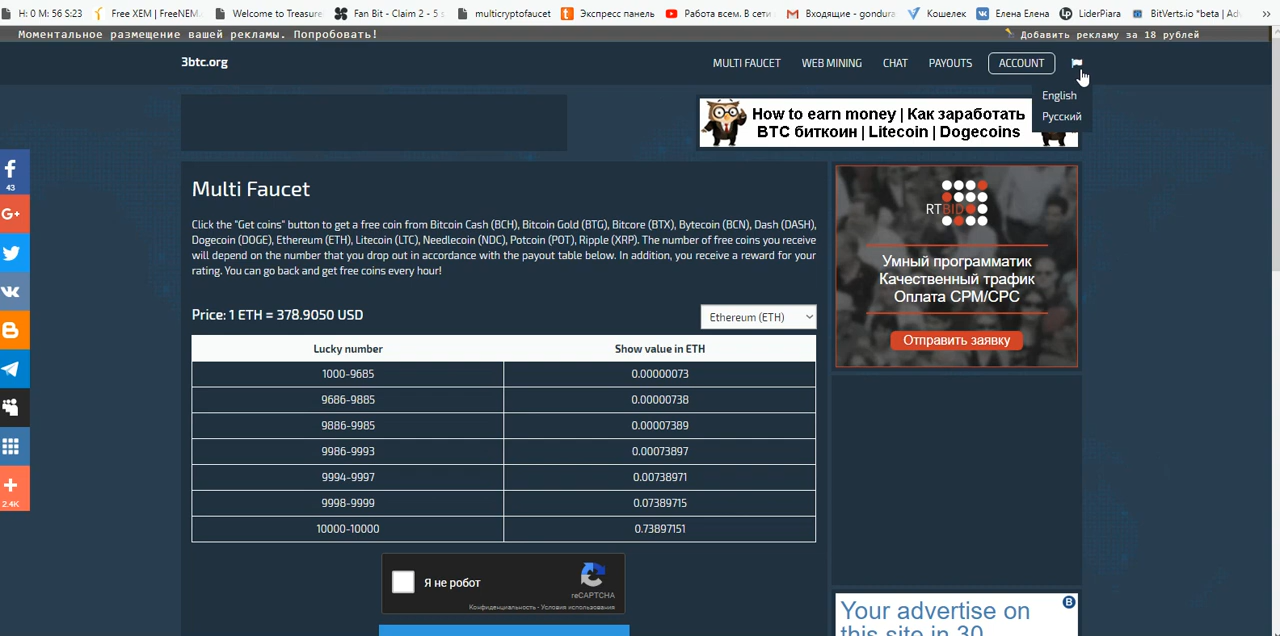 H: 0 M: 56 S:23
Free XEM | FreeNEM
Welcome to Treasure
Fan Bit - Claim 2 - 5 s
multicryptofaucet
Экспресс панель
Работа всем. В сети
Входящие - gondura
Кошелек
Елена Елена
LiderPiara
BitVerts.io *beta | Ad
Моментальное размещение вашей рекламы. Попробовать!
Добавить рекламу за 18 рублей
3btc.org
MULTI FAUCET
WEB MINING
CHAT
PAYOUTS
ACCOUNT
English
Русский
How to earn money | Как заработать
BTC биткоин | Litecoin | Dogecoins
43
G+
2.4K
Multi Faucet
Click the "Get coins" button to get a free coin from Bitcoin Cash (BCH), Bitcoin Gold (BTG), Bitcore (BTX), Bytecoin (BCN), Dash (DASH),
Dogecoin (DOGE), Ethereum (ETH), Litecoin (LTC), Needlecoin (NDC), Potcoin (POT), Ripple (XRP). The number of free coins you receive
will depend on the number that you drop out in accordance with the payout table below. In addition, you receive a reward for your
rating. You can go back and get free coins every hour!
Price: 1 ETH = 378.9050 USD
Ethereum (ETH)
Lucky number Show value in ETH
1000-9685 0.00000073
9686-9885 0.00000738
9886-9985 0.00007389
9986-9993 0.00073897
9994-9997 0.00738971
9998-9999 0.07389715
10000-10000 0.73897151
Я не робот
reCAPTCHA
Конфиденциальность - Условия использования
RTBID
Умный программатик
Качественный трафик
Оплата CPM/CPC
Отправить заявку
Your advertise on
this site in 30